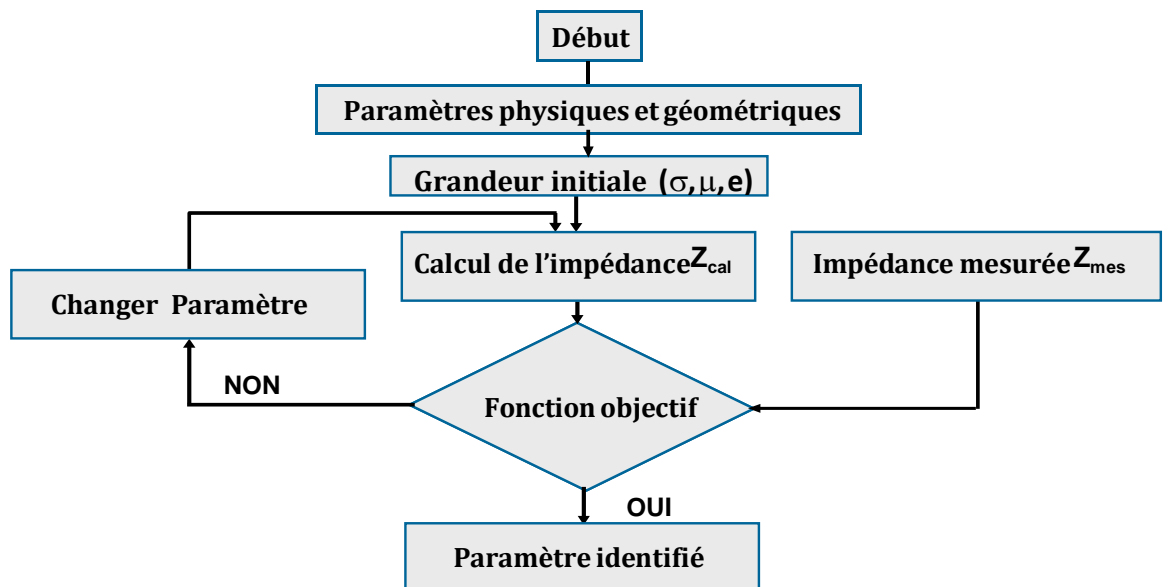 Début
Paramètres physiques et géométriques
Grandeur initiale (σ,μ,e)
Calcul de l'impédance Zcal
Impédance mesurée Zmes
Changer Paramètre
NON
Fonction objectif
OUI
Paramètre identifié